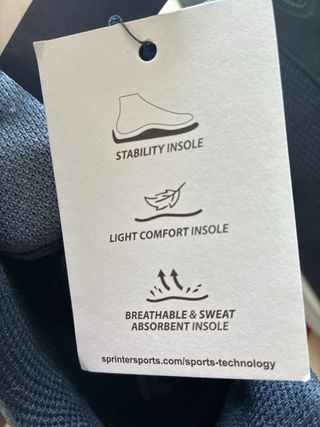 STABILITY INSOLE
LIGHT COMFORT INSOLE
BREATHABLE & SWEAT
ABSORBENT INSOLE
sprintersports.com/sports-technology